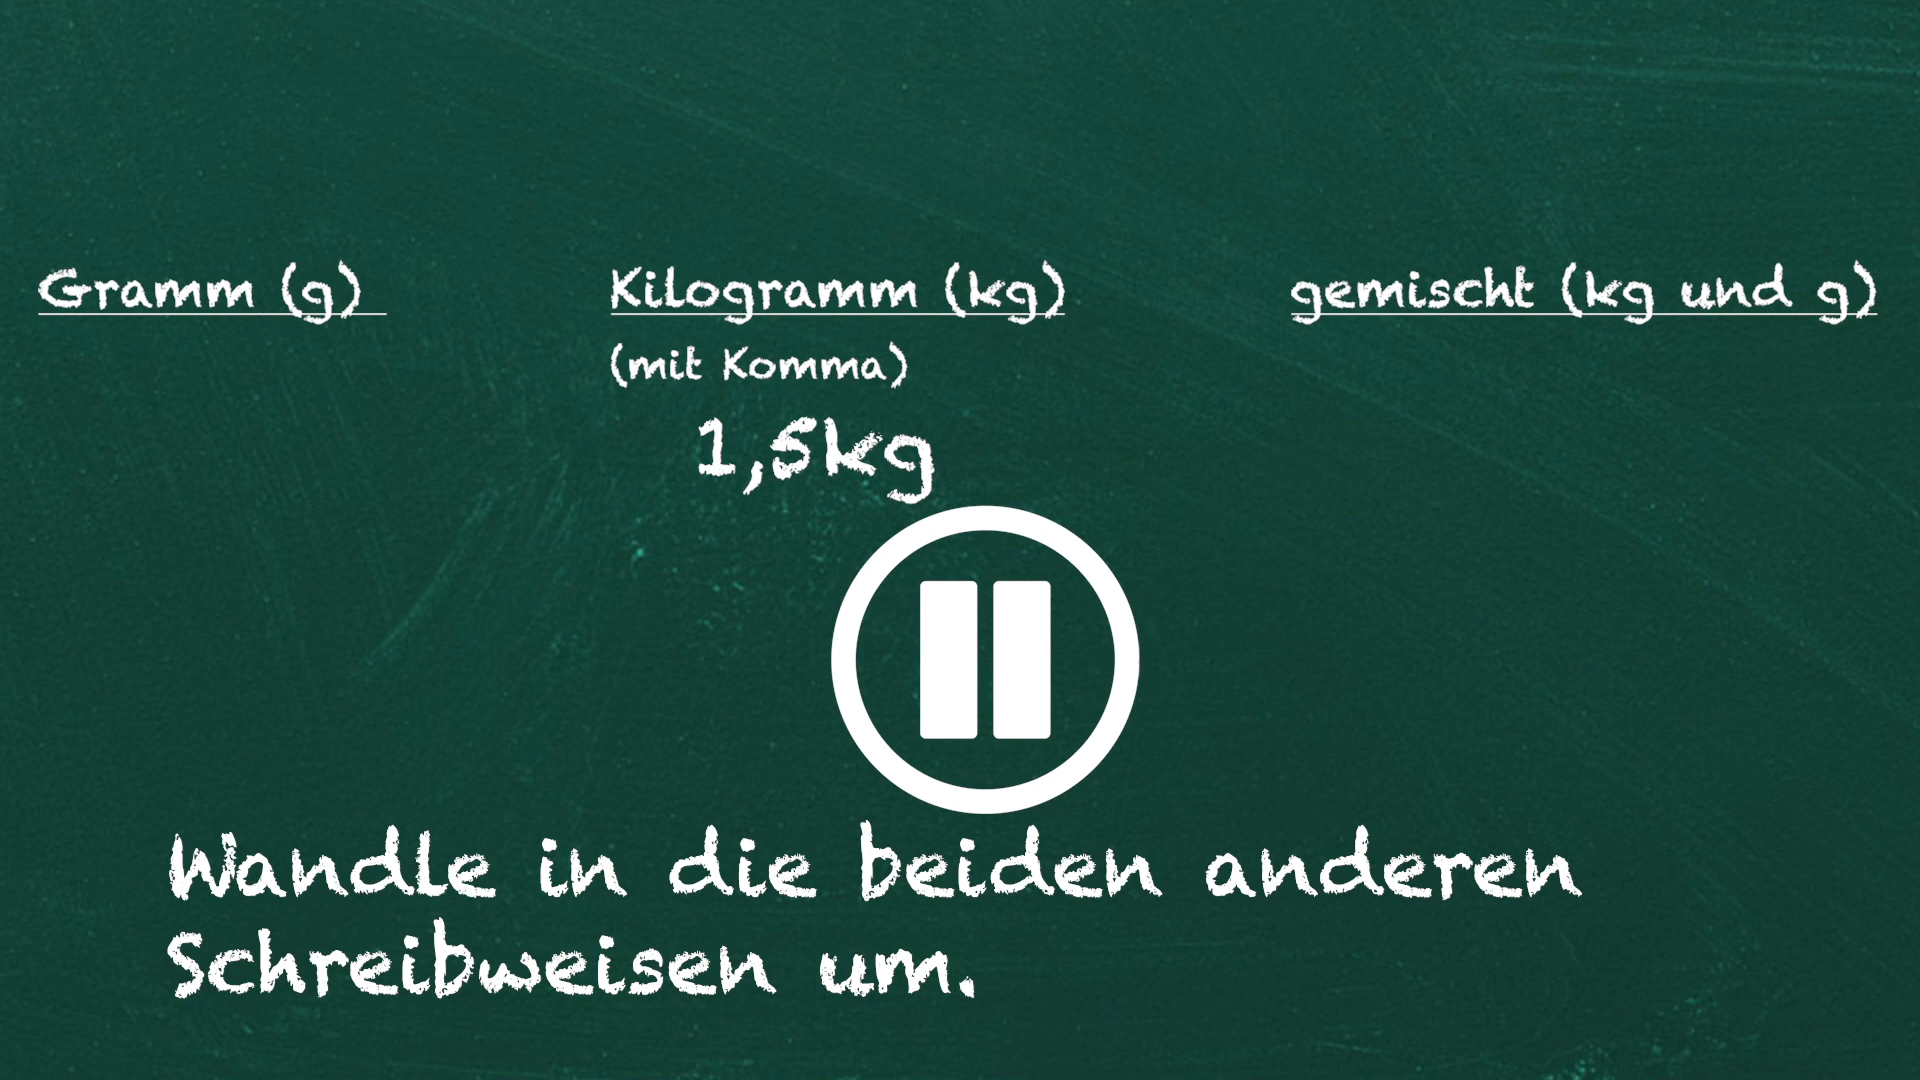 Gramm (g)
Kilogramm (kg)
gemischt (kg und g)
(mit Komma)
1,5kg
Wandle in die beiden anderen
Schreibweisen um.